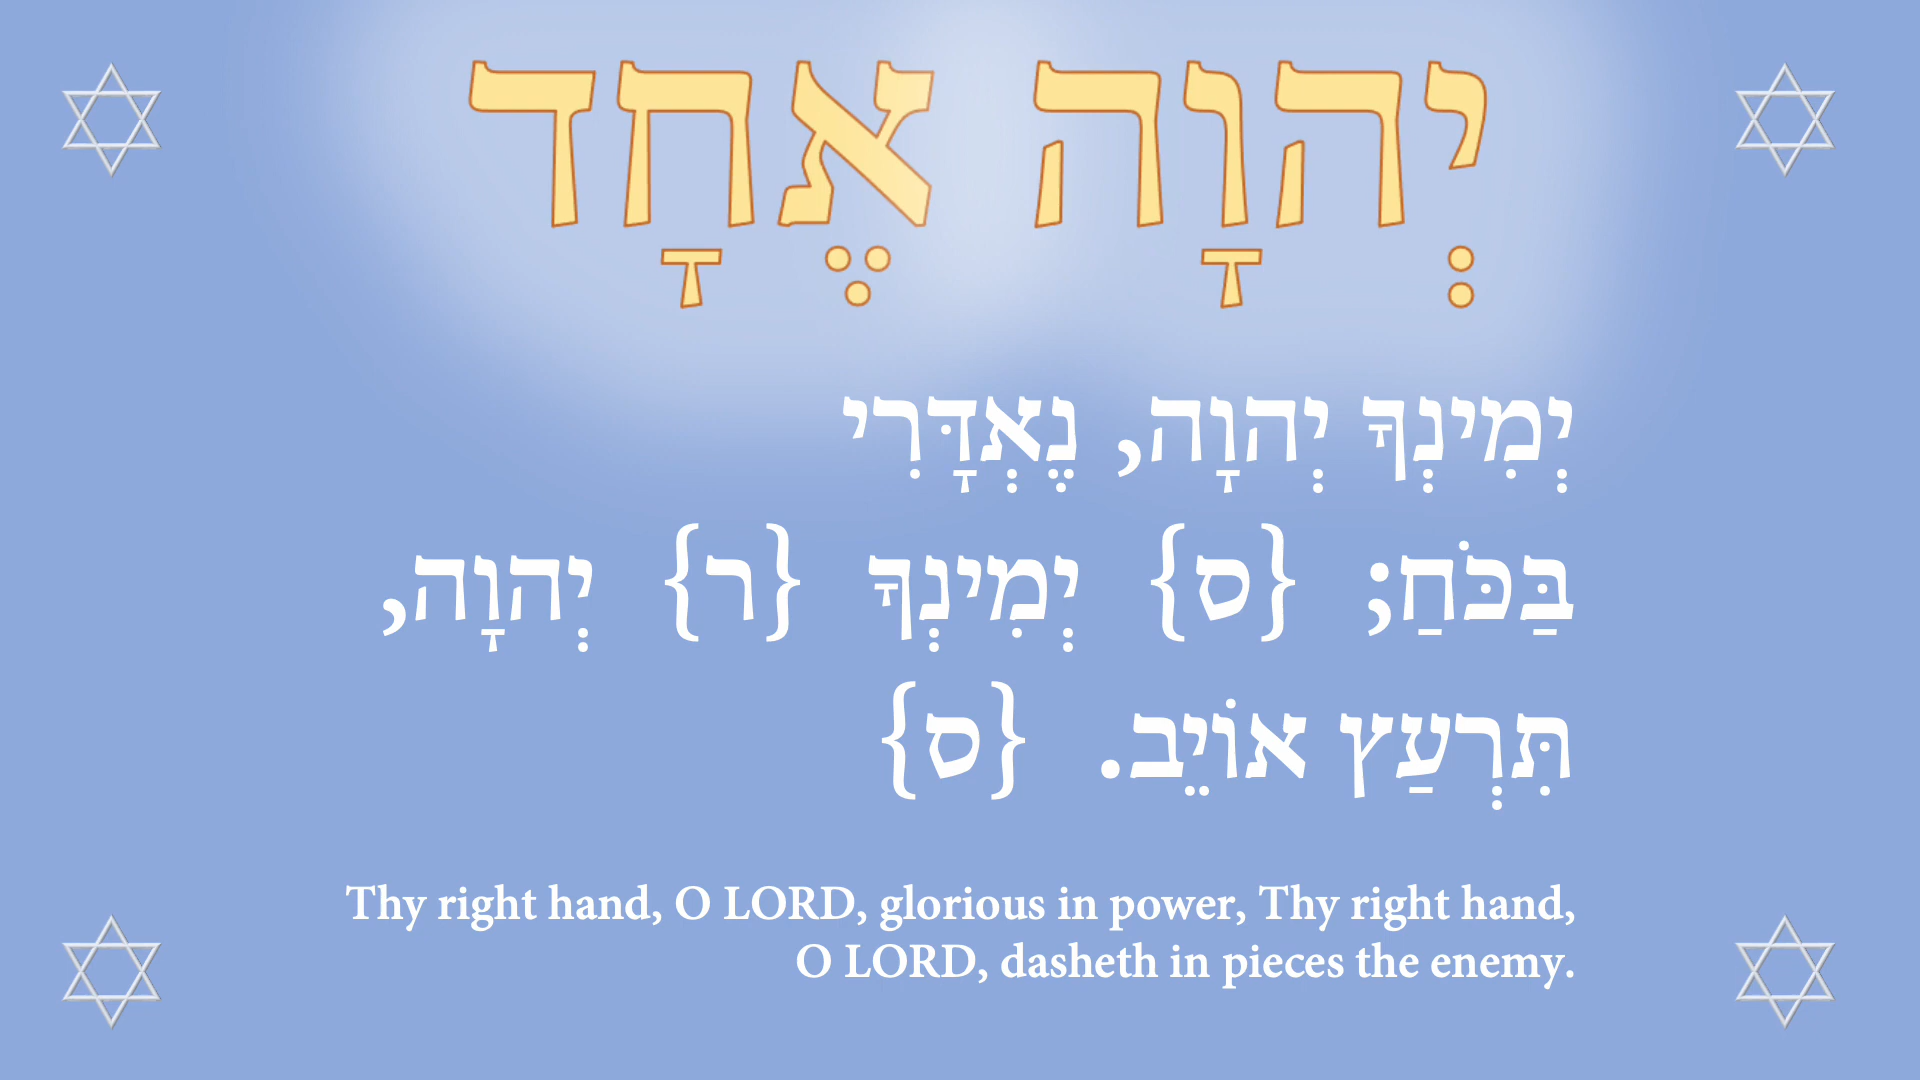 יְהוָה אֶחָד
יְמִינְךָ יְהוָה, נֶאְדָּרִי
בַּכֹּחַ; {ס} יְמִינְךָ {ר} יְהוָה,
תִּרְעַץ אוֹיֵב. {ס}
Thy right hand, O LORD, glorious in power, Thy right hand,
O LORD, dasheth in pieces the enemy.